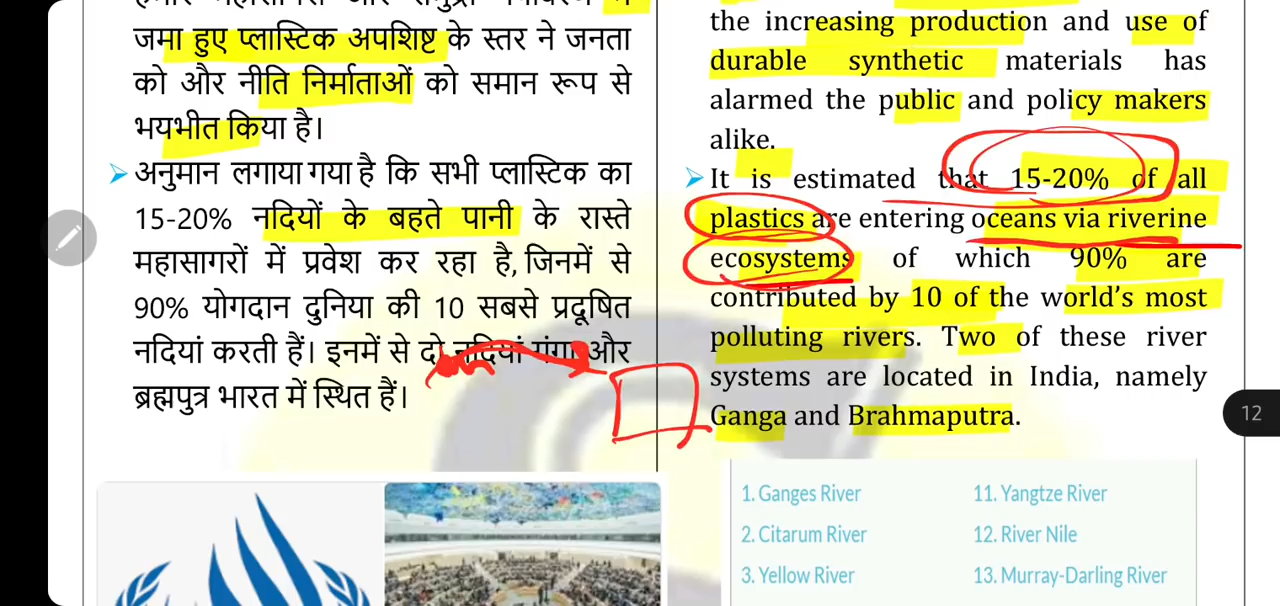 जमा हुए प्लास्टिक अपशिष्ट के स्तर ने जनता
को और नीति निर्माताओं को समान रूप से
भयभीत किया है।
➤ अनुमान लगाया गया है कि सभी प्लास्टिक का
15-20% नदियों के बहते पानी के रास्ते
महासागरों में प्रवेश कर रहा है, जिनमें से
90% योगदान दुनिया की 10 सबसे प्रदूषित
नदियां करती हैं। इनमें से दो नदियां गंगा और
ब्रह्मपुत्र भारत में स्थित हैं।
the increasing production and use of
durable synthetic materials has
alarmed the public and policy makers
alike.
➤ It is estimated that 15-20% of all
plastics are entering oceans via riverine
ecosystems of which 90% are
contributed by 10 of the world's most
polluting rivers. Two of these river
systems are located in India, namely
Ganga and Brahmaputra.
12
1. Ganges River 11. Yangtze River
2. Citarum River 12. River Nile
3. Yellow River 13. Murray-Darling River